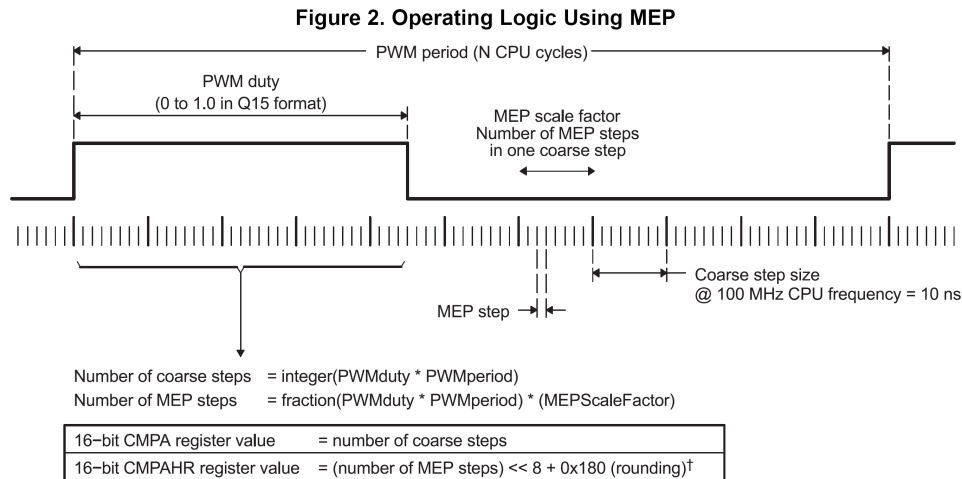 Figure 2. Operating Logic Using MEP
PWM period (N CPU cycles)
PWM duty
(0 to 1.0 in Q15 format)
MEP scale factor
Number of MEP steps
in one coarse step
Coarse step size
@ 100 MHz CPU frequency = 10 ns
MEP step
Number of coarse steps = integer(PWMduty * PWMperiod)
Number of MEP steps = fraction(PWMduty * PWMperiod) * (MEPScaleFactor)
16−bit CMPA register value = number of coarse steps
16−bit CMPAHR register value = (number of MEP steps) << 8 + 0x180 (rounding)†